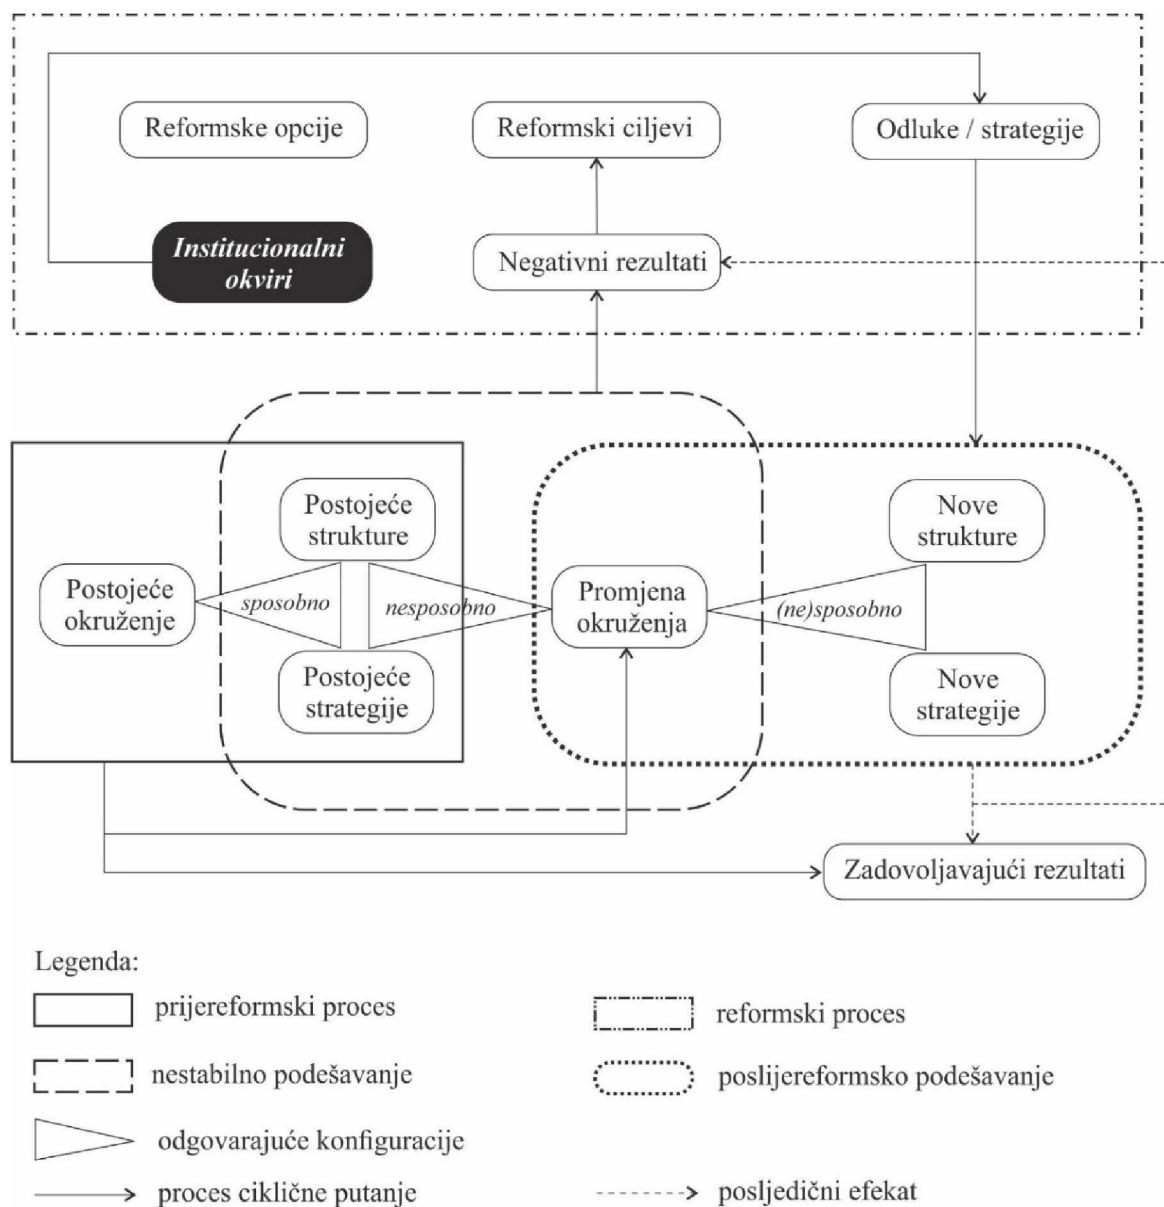 Reformske opcije
Reformski ciljevi
Odluke / strategije
Institucionalni
okviri
Negativni rezultati
Postojeće
strukture
Nove
strukture
Postojeće
okruženje
sposobno
nesposobno
Promjena
okruženja
(ne)sposobno
Postojeće
strategije
Nove
strategije
Zadovoljavajući rezultati
Legenda:
prijereformski proces
reformski proces
nestabilno podešavanje
poslijereformsko podešavanje
odgovarajuće konfiguracije
proces ciklične putanje
posljedični efekat